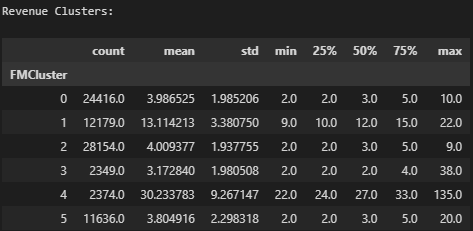 Revenue Clusters:
count mean std min 25% 50% 75% max
FMCluster
0 24416.0 3.986525 1.985206 2.0 2.0 3.0 5.0 10.0
1 12179.0 13.114213 3.380750 9.0 10.0 12.0 15.0 22.0
2 28154.0 4.009377 1.937755 2.0 2.0 3.0 5.0 9.0
3 2349.0 3.172840 1.980508 2.0 2.0 2.0 4.0 38.0
4 2374.0 30.233783 9.267147 22.0 24.0 27.0 33.0 135.0
5 11636.0 3.804916 2.298318 2.0 2.0 3.0 5.0 20.0